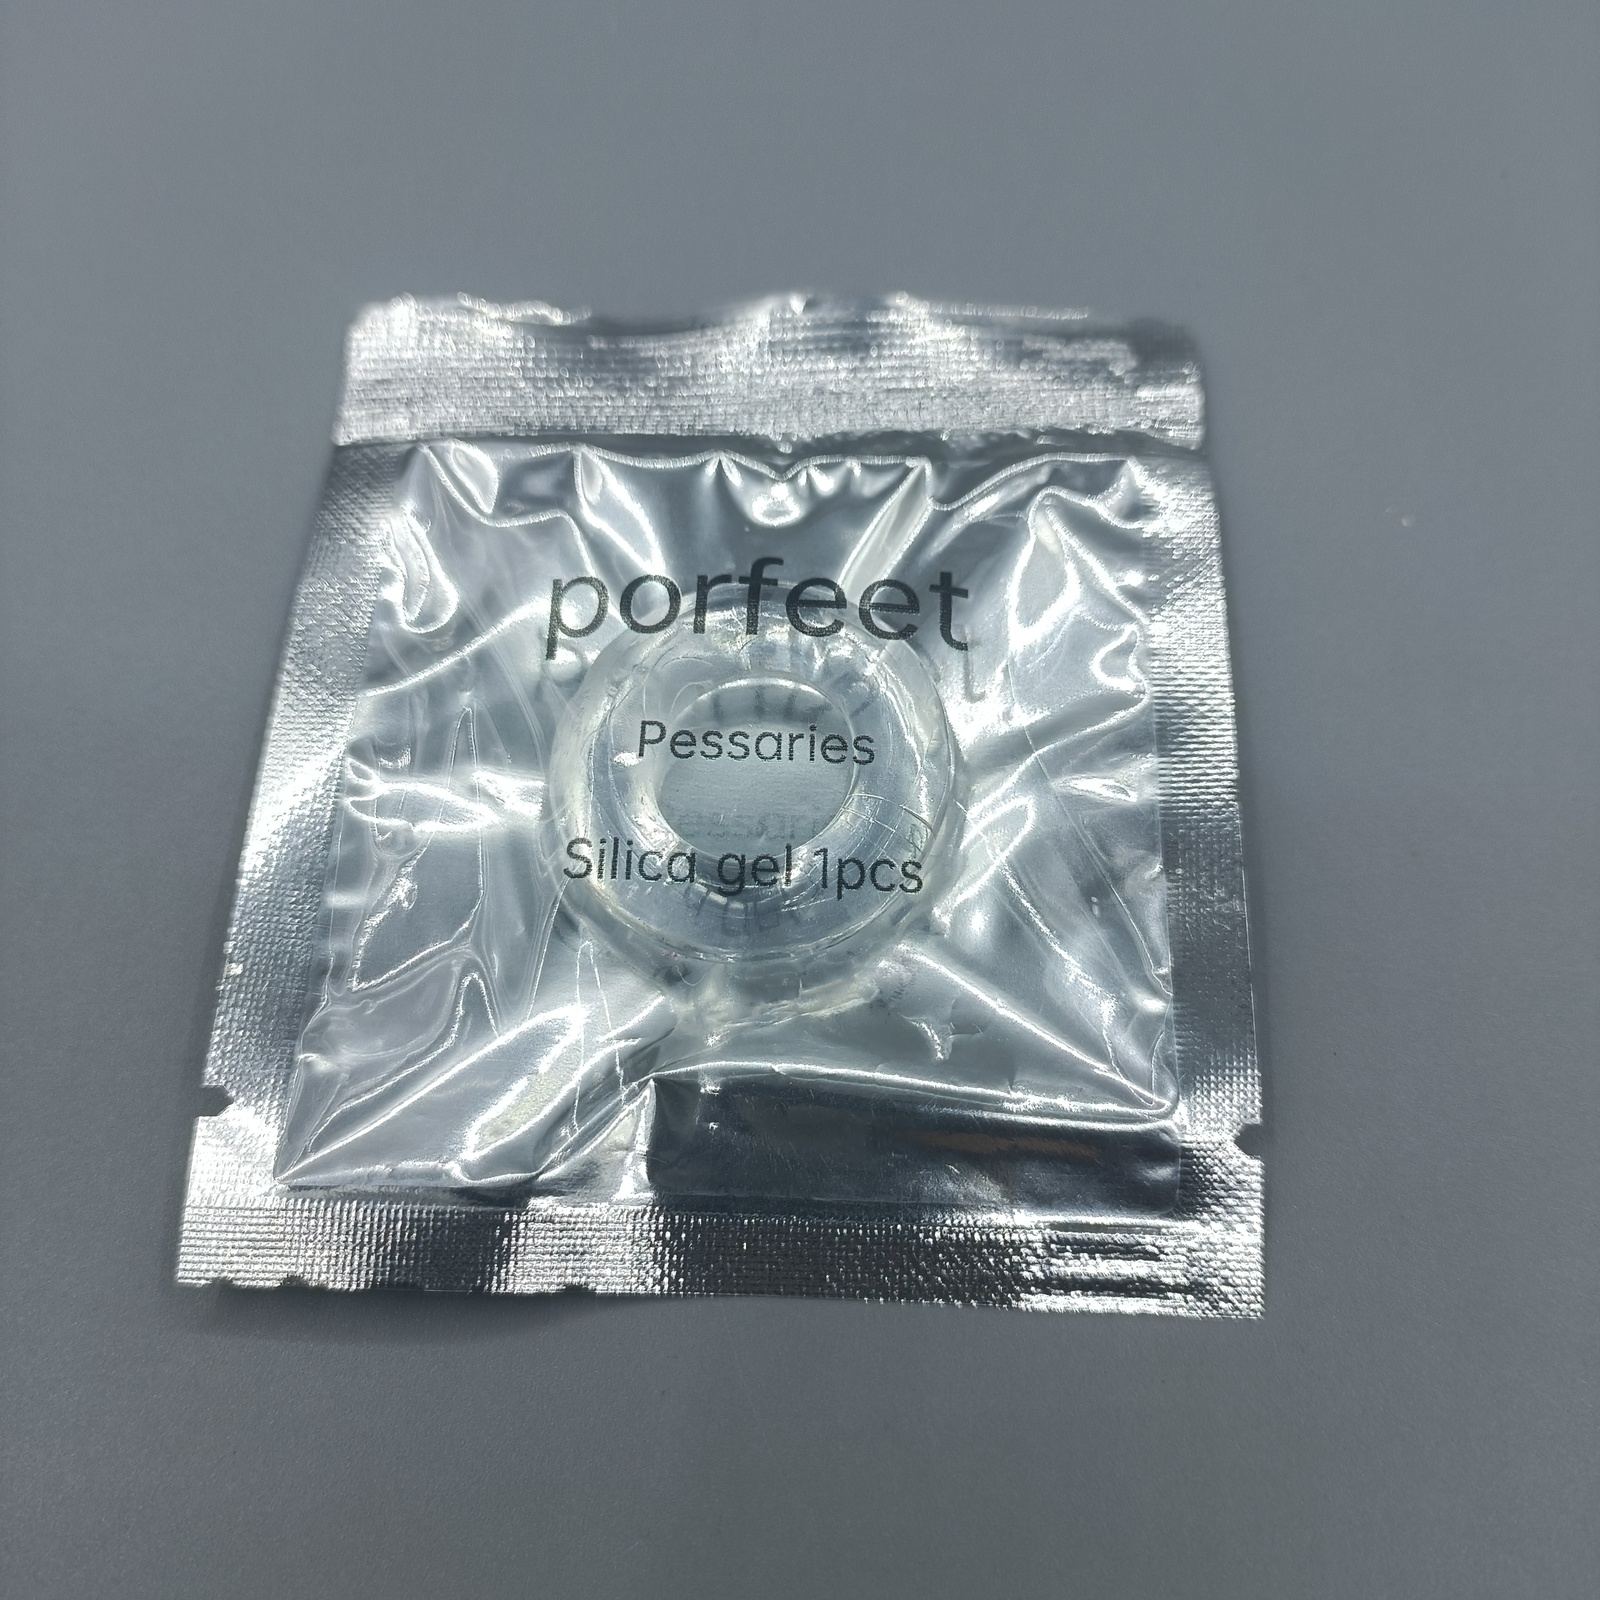 porfeet
Pessaries
Silica gel 1pcs